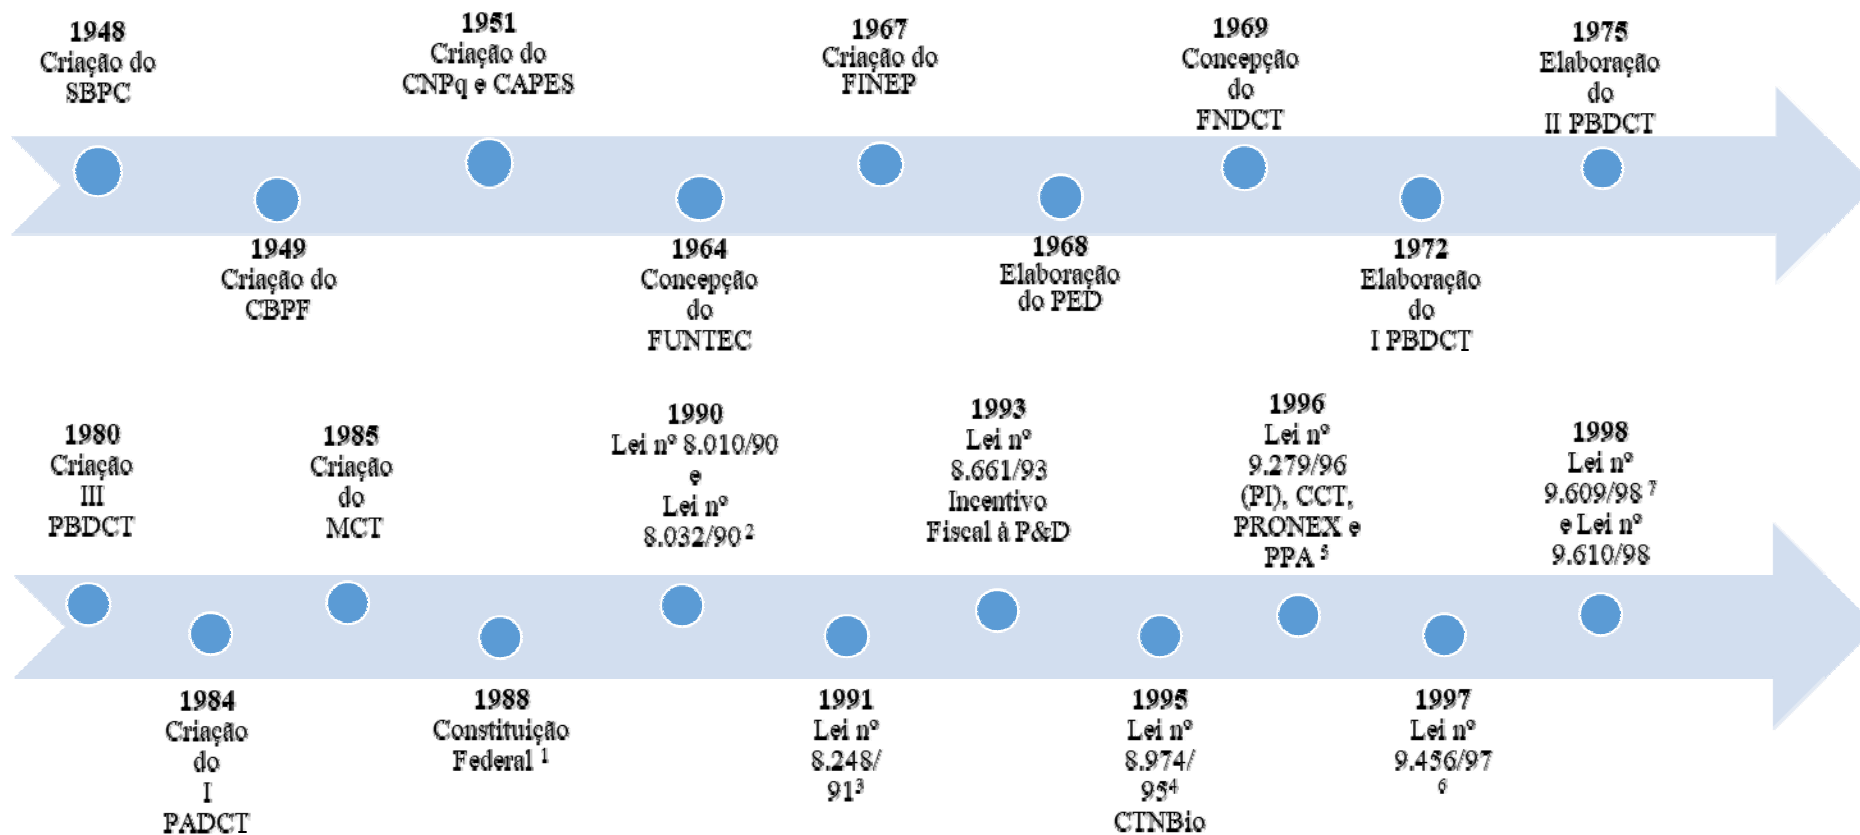 1948
Criação do
SBPC
1949
Criação do
CBPF
1951
Criação do
CNPq e CAPES
1964
Concepção
do
FUNTEC
1967
Criação do
FINEP
1968
Elaboração
do PED
1969
Concepção
do
FNDCT
1972
Elaboração
do
I PBDCT
1975
Elaboração
do
II PBDCT
1980
Criação
III
PBDCT
1984
Criação
do
I
PADCT
1985
Criação
do
MCT
1988
Constituição
Federal ¹
1990
Lei nº 8.010/90
e
Lei nº
8.032/90 ²
1991
Lei nº
8.248/
91³
1993
Lei nº
8.661/93
Incentivo
Fiscal à P&D
1995
Lei nº
8.974/
95⁴
CTNBio
1996
Lei nº
9.279/96
(PI), CCT,
PRONEX e
PPA ⁵
1997
Lei nº
9.456/97
⁶
1998
Lei nº
9.609/98 ⁷
e Lei nº
9.610/98